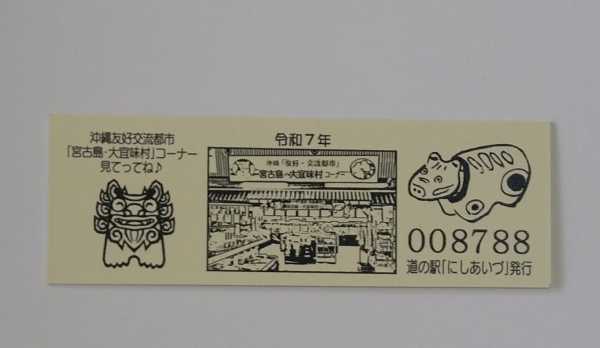 沖縄友好交流都市
「宮古島・大宜味村」コーナー
見てってね♪
令和7年
沖縄「友好・交流都市」
宮古島・大宜味村コーナー
008788
道の駅「にしあいづ」発行